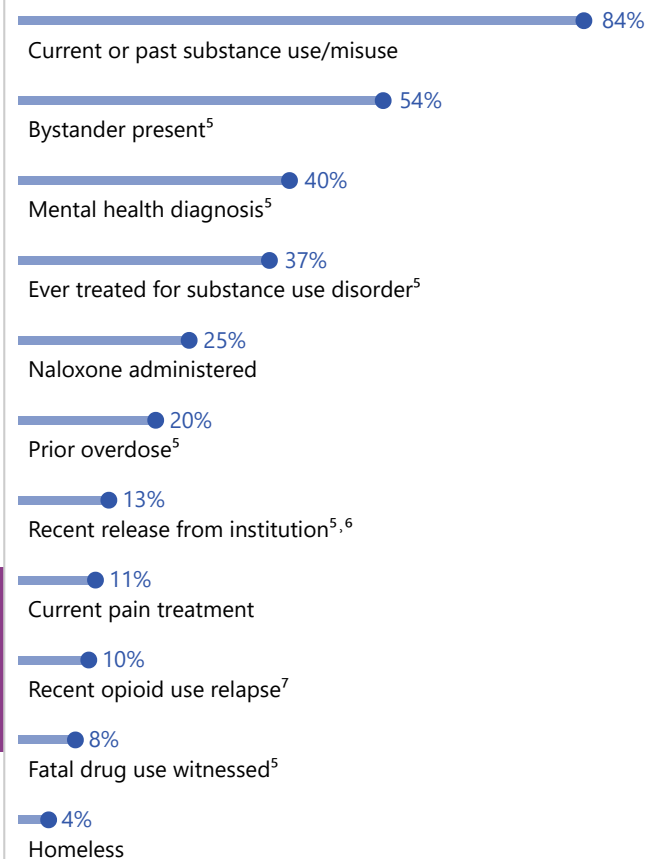 84%
Current or past substance use/misuse
54%
Bystander present⁵
40%
Mental health diagnosis⁵
37%
Ever treated for substance use disorder⁵
25%
Naloxone administered
20%
Prior overdose⁵
13%
Recent release from institution⁵,⁶
11%
Current pain treatment
10%
Recent opioid use relapse⁷
8%
Fatal drug use witnessed⁵
4%
Homeless